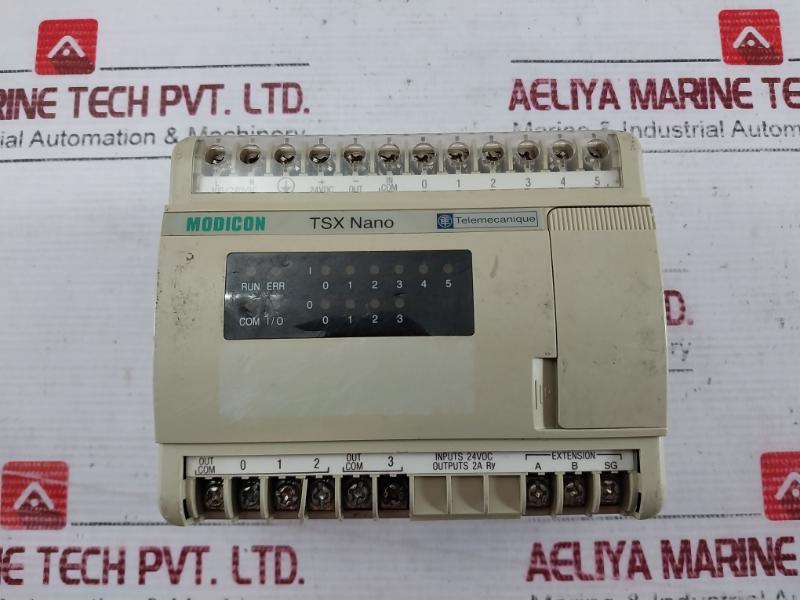 RINE TECH PVT. LTD.
rial Automation & Machinery
AELIYA MARINE
Marine & Industrial Automa
+ − IN 0 1 2 3 4 5
24VDC OUT COM
MODICON TSX Nano Telemecanique
I
RUN ERR 0 1 2 3 4 5
0
COM I/O 0 1 2 3
OUT COM 0 1 2 OUT COM 3
INPUTS 24VDC
OUTPUTS 2A Ry
EXTENSION
A B SG
TECH PVT. LTD.
AELIYA MARINE